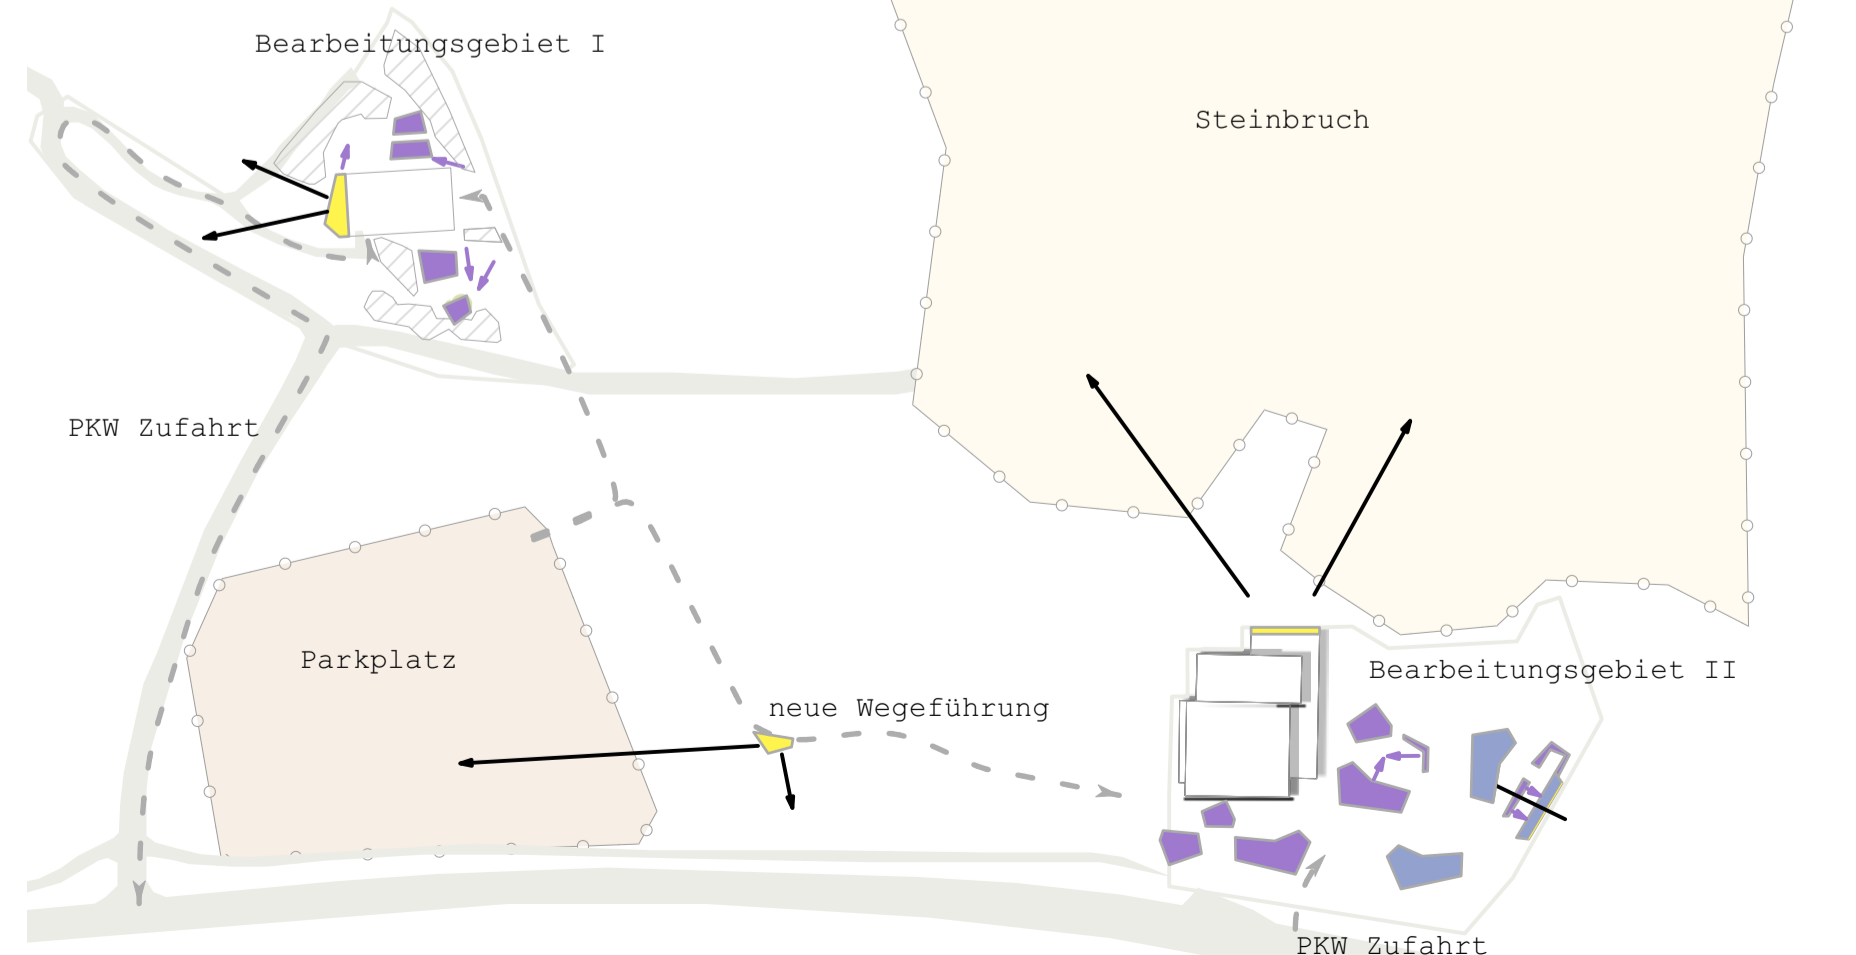 Bearbeitungsgebiet I
Steinbruch
PKW Zufahrt
Parkplatz
Bearbeitungsgebiet II
neue Wegeführung
PKW Zufahrt